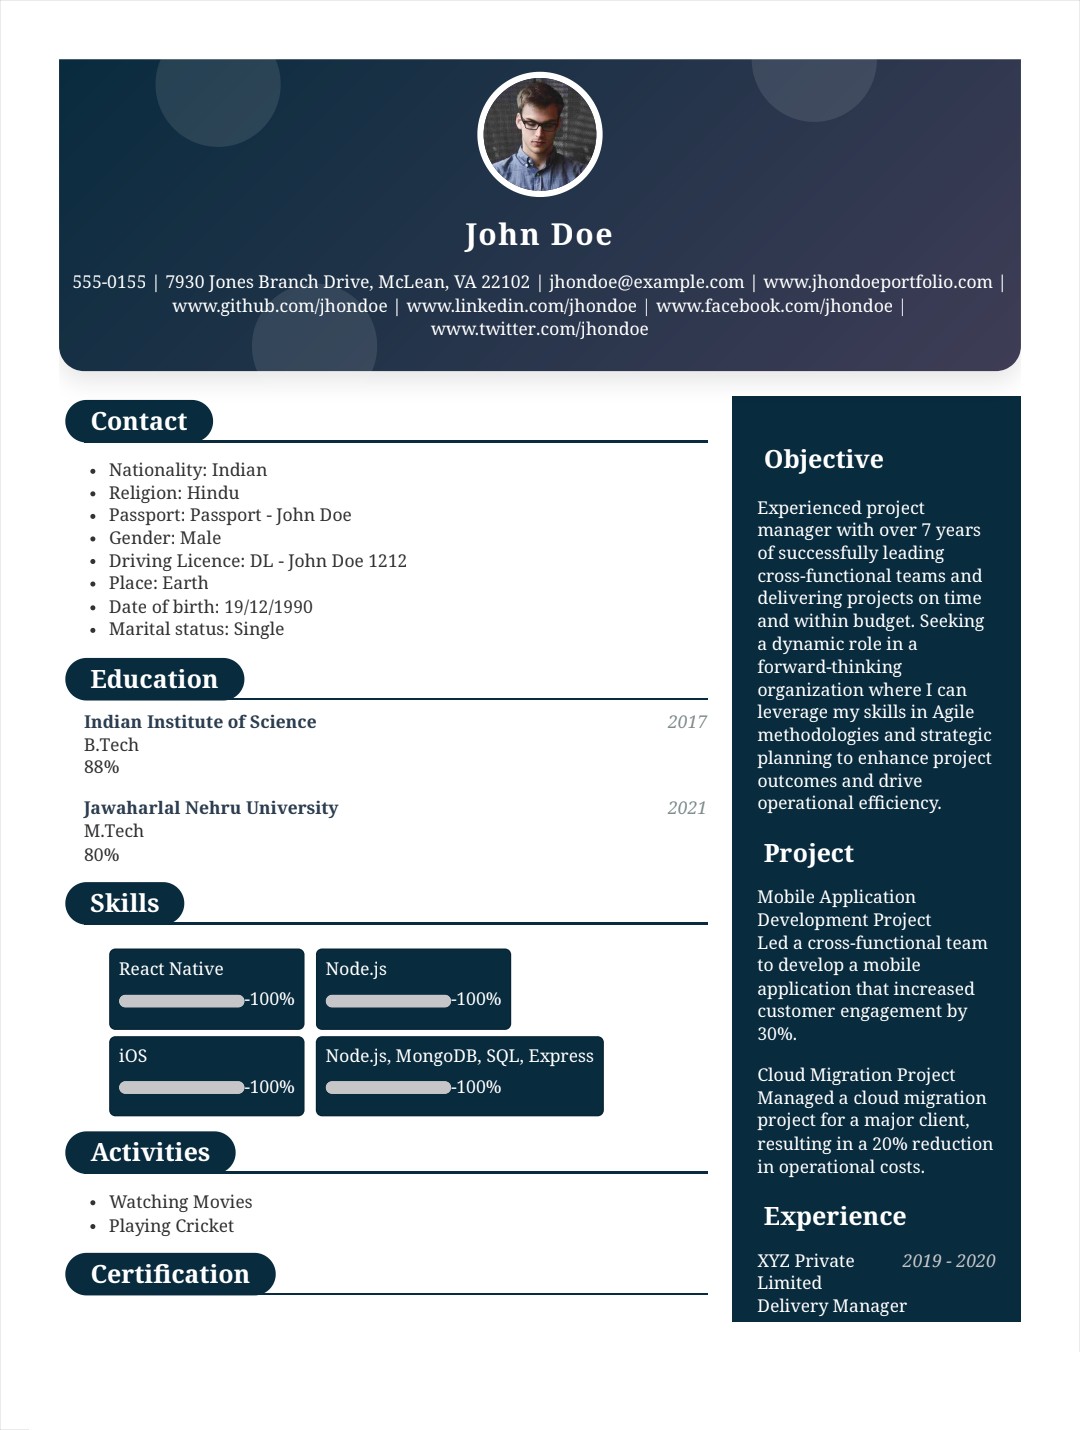 John Doe
555-0155 | 7930 Jones Branch Drive, McLean, VA 22102 | jhondoe@example.com | www.jhondoeportfolio.com |
www.github.com/jhondoe | www.linkedin.com/jhondoe | www.facebook.com/jhondoe |
www.twitter.com/jhondoe
Contact
• Nationality: Indian
• Religion: Hindu
• Passport: Passport - John Doe
• Gender: Male
• Driving Licence: DL - John Doe 1212
• Place: Earth
• Date of birth: 19/12/1990
• Marital status: Single
Education
Indian Institute of Science 2017
B.Tech
88%
Jawaharlal Nehru University 2021
M.Tech
80%
Skills
React Native
-100%
Node.js
-100%
iOS
-100%
Node.js, MongoDB, SQL, Express
-100%
Activities
• Watching Movies
• Playing Cricket
Certification
Objective
Experienced project
manager with over 7 years
of successfully leading
cross-functional teams and
delivering projects on time
and within budget. Seeking
a dynamic role in a
forward-thinking
organization where I can
leverage my skills in Agile
methodologies and strategic
planning to enhance project
outcomes and drive
operational efficiency.
Project
Mobile Application
Development Project
Led a cross-functional team
to develop a mobile
application that increased
customer engagement by
30%.
Cloud Migration Project
Managed a cloud migration
project for a major client,
resulting in a 20% reduction
in operational costs.
Experience
XYZ Private 2019 - 2020
Limited
Delivery Manager